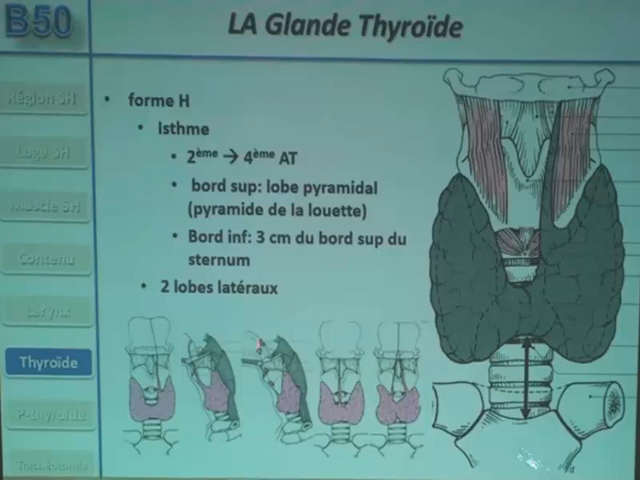 B50
LA Glande Thyroïde
Région SH
Loge SH
Muscle SH
Contenu
Larynx
Thyroïde
P-thyroïde
• forme H
• Isthme
• 2ème → 4ème AT
• bord sup: lobe pyramidal
(pyramide de la louette)
• Bord inf: 3 cm du bord sup du
sternum
• 2 lobes latéraux